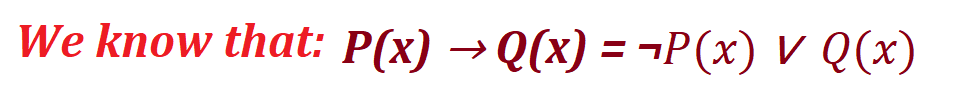 We know that: P(x) → Q(x) = ¬P(x) ∨ Q(x)